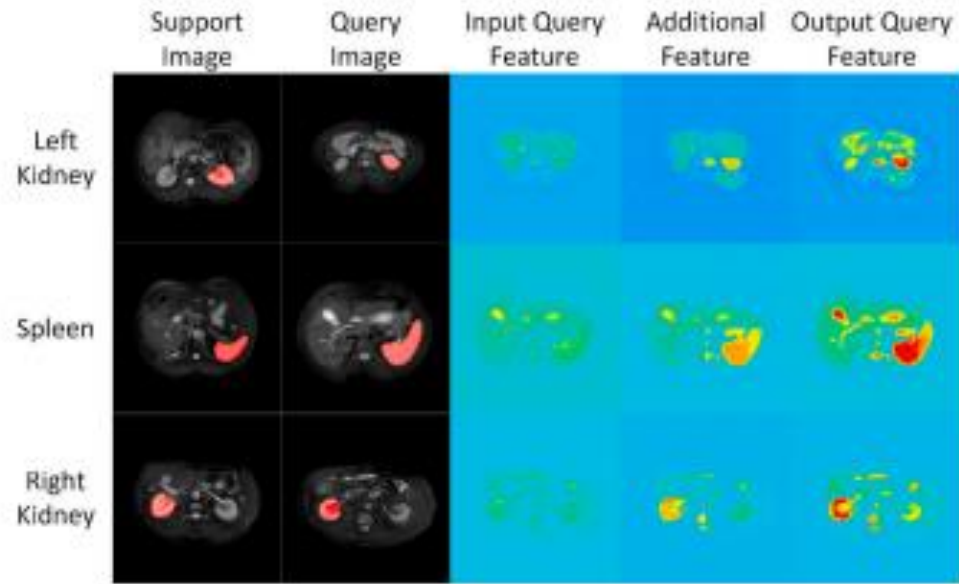 Support Query Input Query Additional Output Query
Image Image Feature Feature Feature
Left
Kidney
Spleen
Right
Kidney